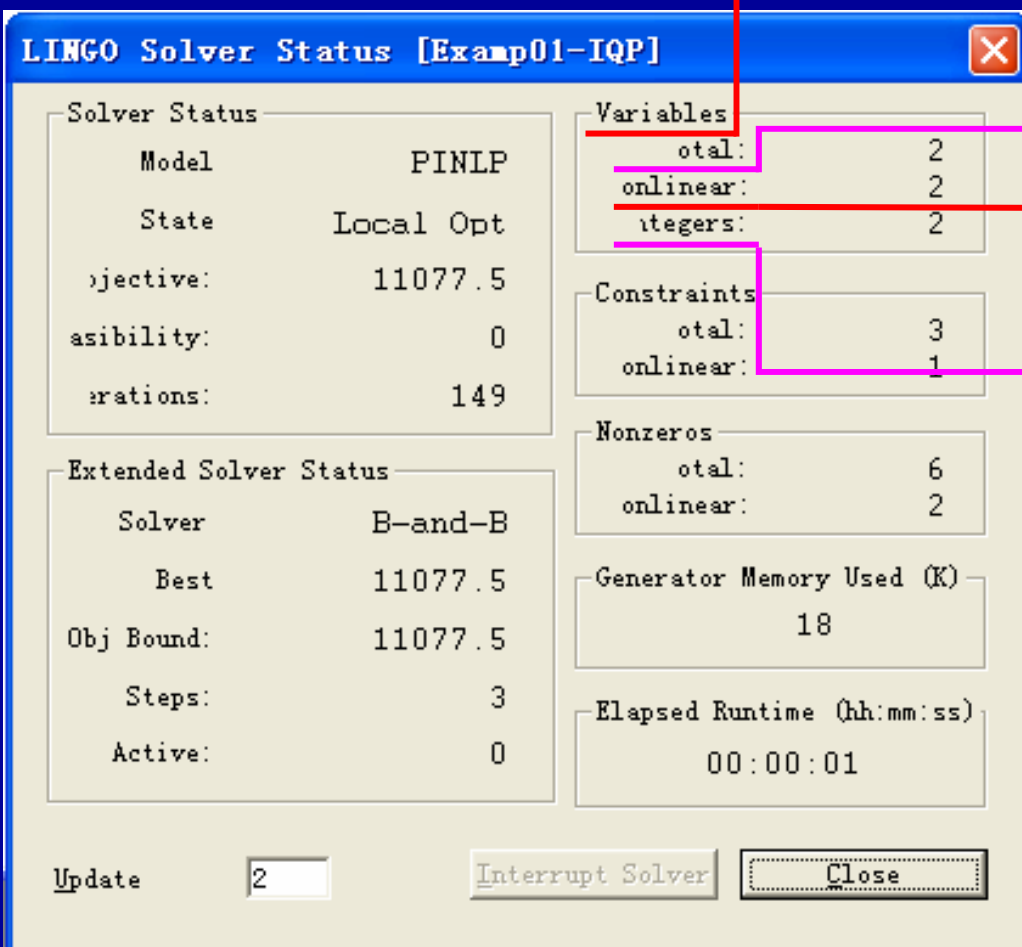 LINGO Solver Status [Examp01-IQP]
Solver Status
Model PINLP
State Local Opt
jective: 11077.5
asibility: 0
erations: 149
Extended Solver Status
Solver B-and-B
Best 11077.5
Obj Bound: 11077.5
Steps: 3
Active: 0
Variables
otal: 2
onlinear: 2
ntegers: 2
Constraints
otal: 3
onlinear: 1
Nonzeros
otal: 6
onlinear: 2
Generator Memory Used (K)
18
Elapsed Runtime (hh:mm:ss)
00:00:01
Update 2
Interrupt Solver
Close